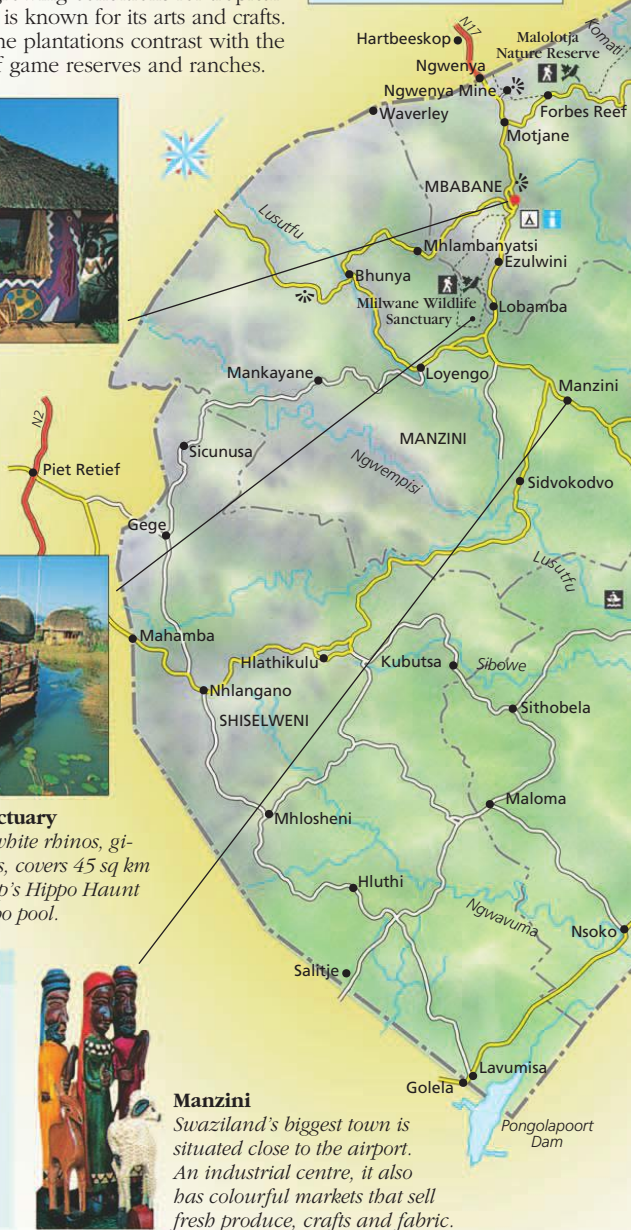 is known for its arts and crafts.
plantations contrast with the
game reserves and ranches.
N17
Hartbeeskop
Malolotja
Nature Reserve
Komati
Ngwenya
Ngwenya Mine
Forbes Reef
Waverley
Motjane
MBABANE
Lusutfu
Mhlambanyatsi
Ezulwini
Bhunya
Mlilwane Wildlife
Sanctuary
Lobamba
Mankayane
Loyengo
Manzini
N2
MANZINI
Sicunusa
Ngwempisi
Piet Retief
Sidvokodvo
Gege
Lusutfu
Mahamba
Hlathikulu
Kubutsa
Sibowe
Nhlangano
Sithobela
SHISELWENI
Maloma
Mhlosheni
ctuary
white rhinos, gi-
s, covers 45 sq km
p's Hippo Haunt
po pool.
Hluthi
Ngwavuma
Nsoko
Salitje
Lavumisa
Golela
Pongolapoort
Dam
Manzini
Swaziland's biggest town is
situated close to the airport.
An industrial centre, it also
has colourful markets that sell
fresh produce, crafts and fabric.